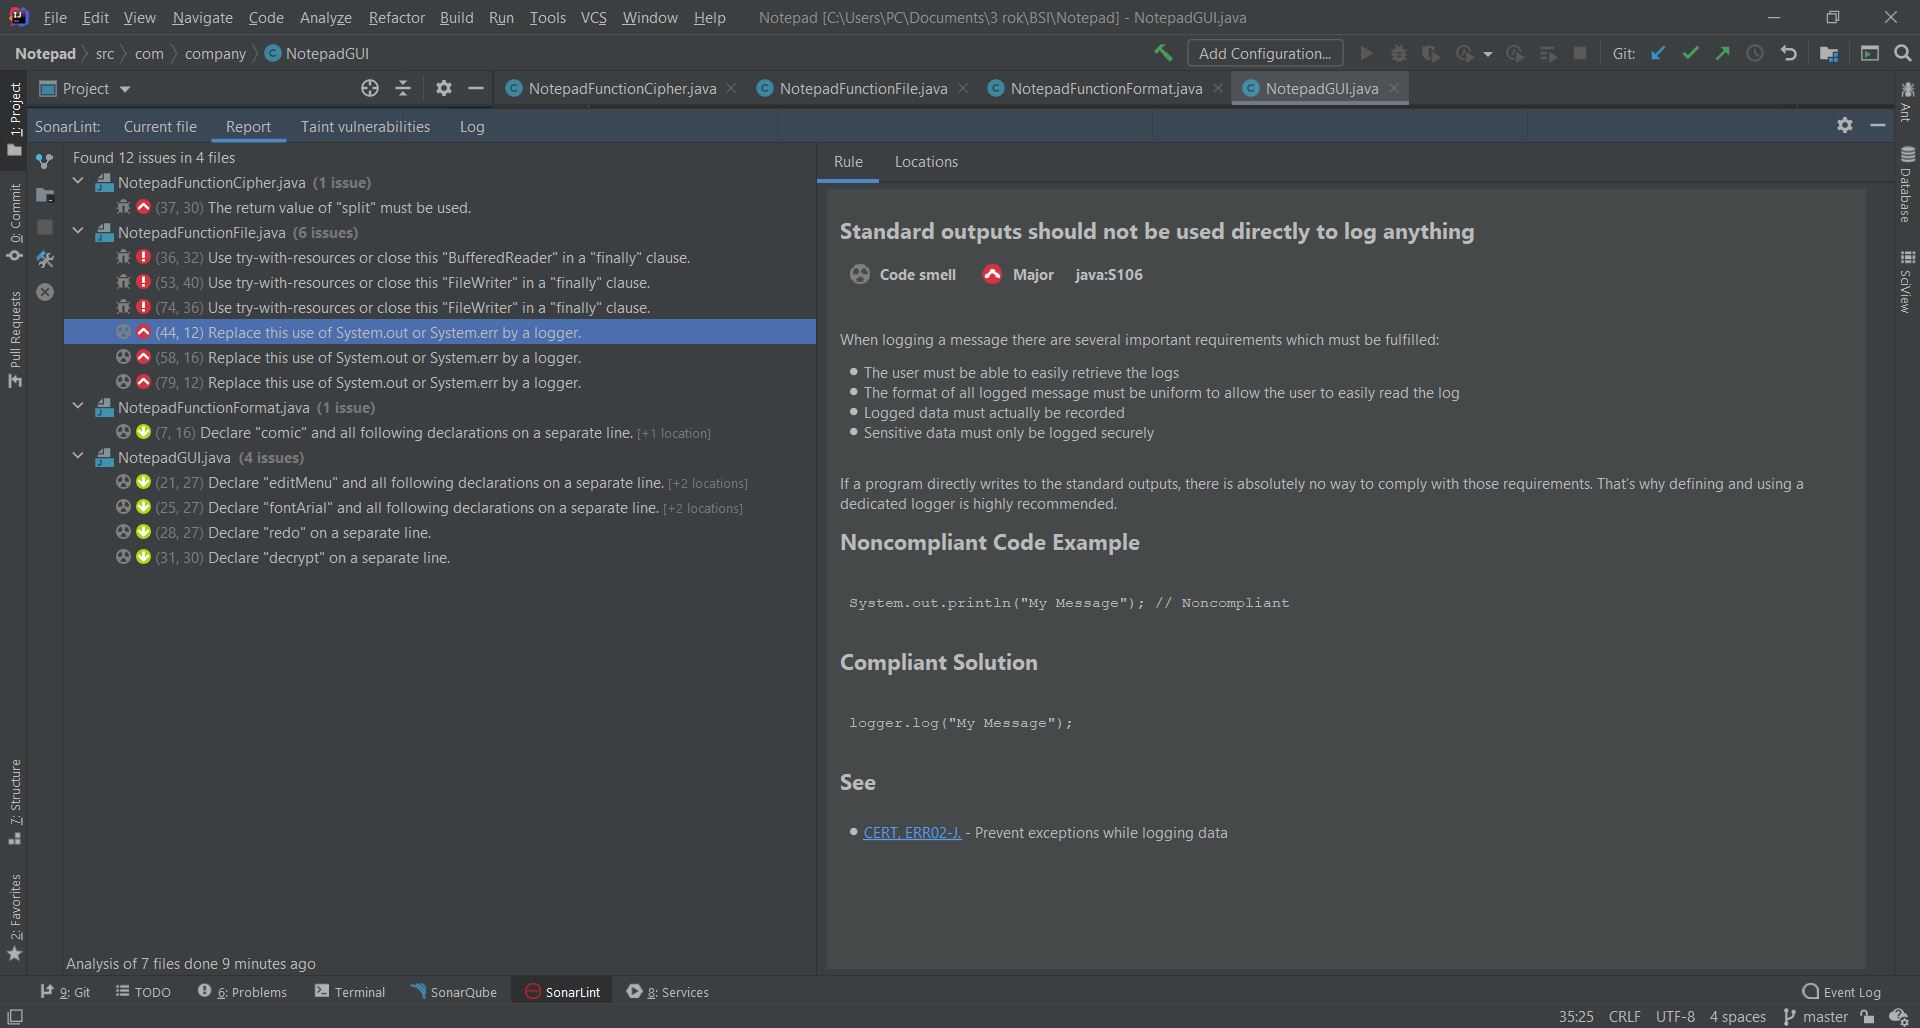 File Edit View Navigate Code Analyze Refactor Build Run Tools VCS Window Help Notepad [C:\Users\PC\Documents\3 rok\BSI\Notepad] - NotepadGUI.java
Notepad src com company NotepadGUI Add Configuration... Git:
1: Project
Project NotepadFunctionCipher.java NotepadFunctionFile.java NotepadFunctionFormat.java NotepadGUI.java
Ant
SonarLint: Current file Report Taint vulnerabilities Log
Found 12 issues in 4 files
NotepadFunctionCipher.java (1 issue)
(37, 30) The return value of "split" must be used.
NotepadFunctionFile.java (6 issues)
(36, 32) Use try-with-resources or close this "BufferedReader" in a "finally" clause.
(53, 40) Use try-with-resources or close this "FileWriter" in a "finally" clause.
(74, 36) Use try-with-resources or close this "FileWriter" in a "finally" clause.
(44, 12) Replace this use of System.out or System.err by a logger.
(58, 16) Replace this use of System.out or System.err by a logger.
(79, 12) Replace this use of System.out or System.err by a logger.
NotepadFunctionFormat.java (1 issue)
(7, 16) Declare "comic" and all following declarations on a separate line. [+1 location]
NotepadGUI.java (4 issues)
(21, 27) Declare "editMenu" and all following declarations on a separate line. [+2 locations]
(25, 27) Declare "fontArial" and all following declarations on a separate line. [+2 locations]
(28, 27) Declare "redo" on a separate line.
(31, 30) Declare "decrypt" on a separate line.
Analysis of 7 files done 9 minutes ago
Rule Locations
Standard outputs should not be used directly to log anything
Code smell Major java:S106
When logging a message there are several important requirements which must be fulfilled:
The user must be able to easily retrieve the logs
The format of all logged message must be uniform to allow the user to easily read the log
Logged data must actually be recorded
Sensitive data must only be logged securely
If a program directly writes to the standard outputs, there is absolutely no way to comply with those requirements. That's why defining and using a
dedicated logger is highly recommended.
Noncompliant Code Example
System.out.println("My Message"); // Noncompliant
Compliant Solution
logger.log("My Message");
See
CERT, ERR02-J. - Prevent exceptions while logging data
0: Commit
Pull Requests
7: Structure
2: Favorites
Database
SciView
9: Git TODO 6: Problems Terminal SonarQube SonarLint 8: Services Event Log
35:25 CRLF UTF-8 4 spaces master